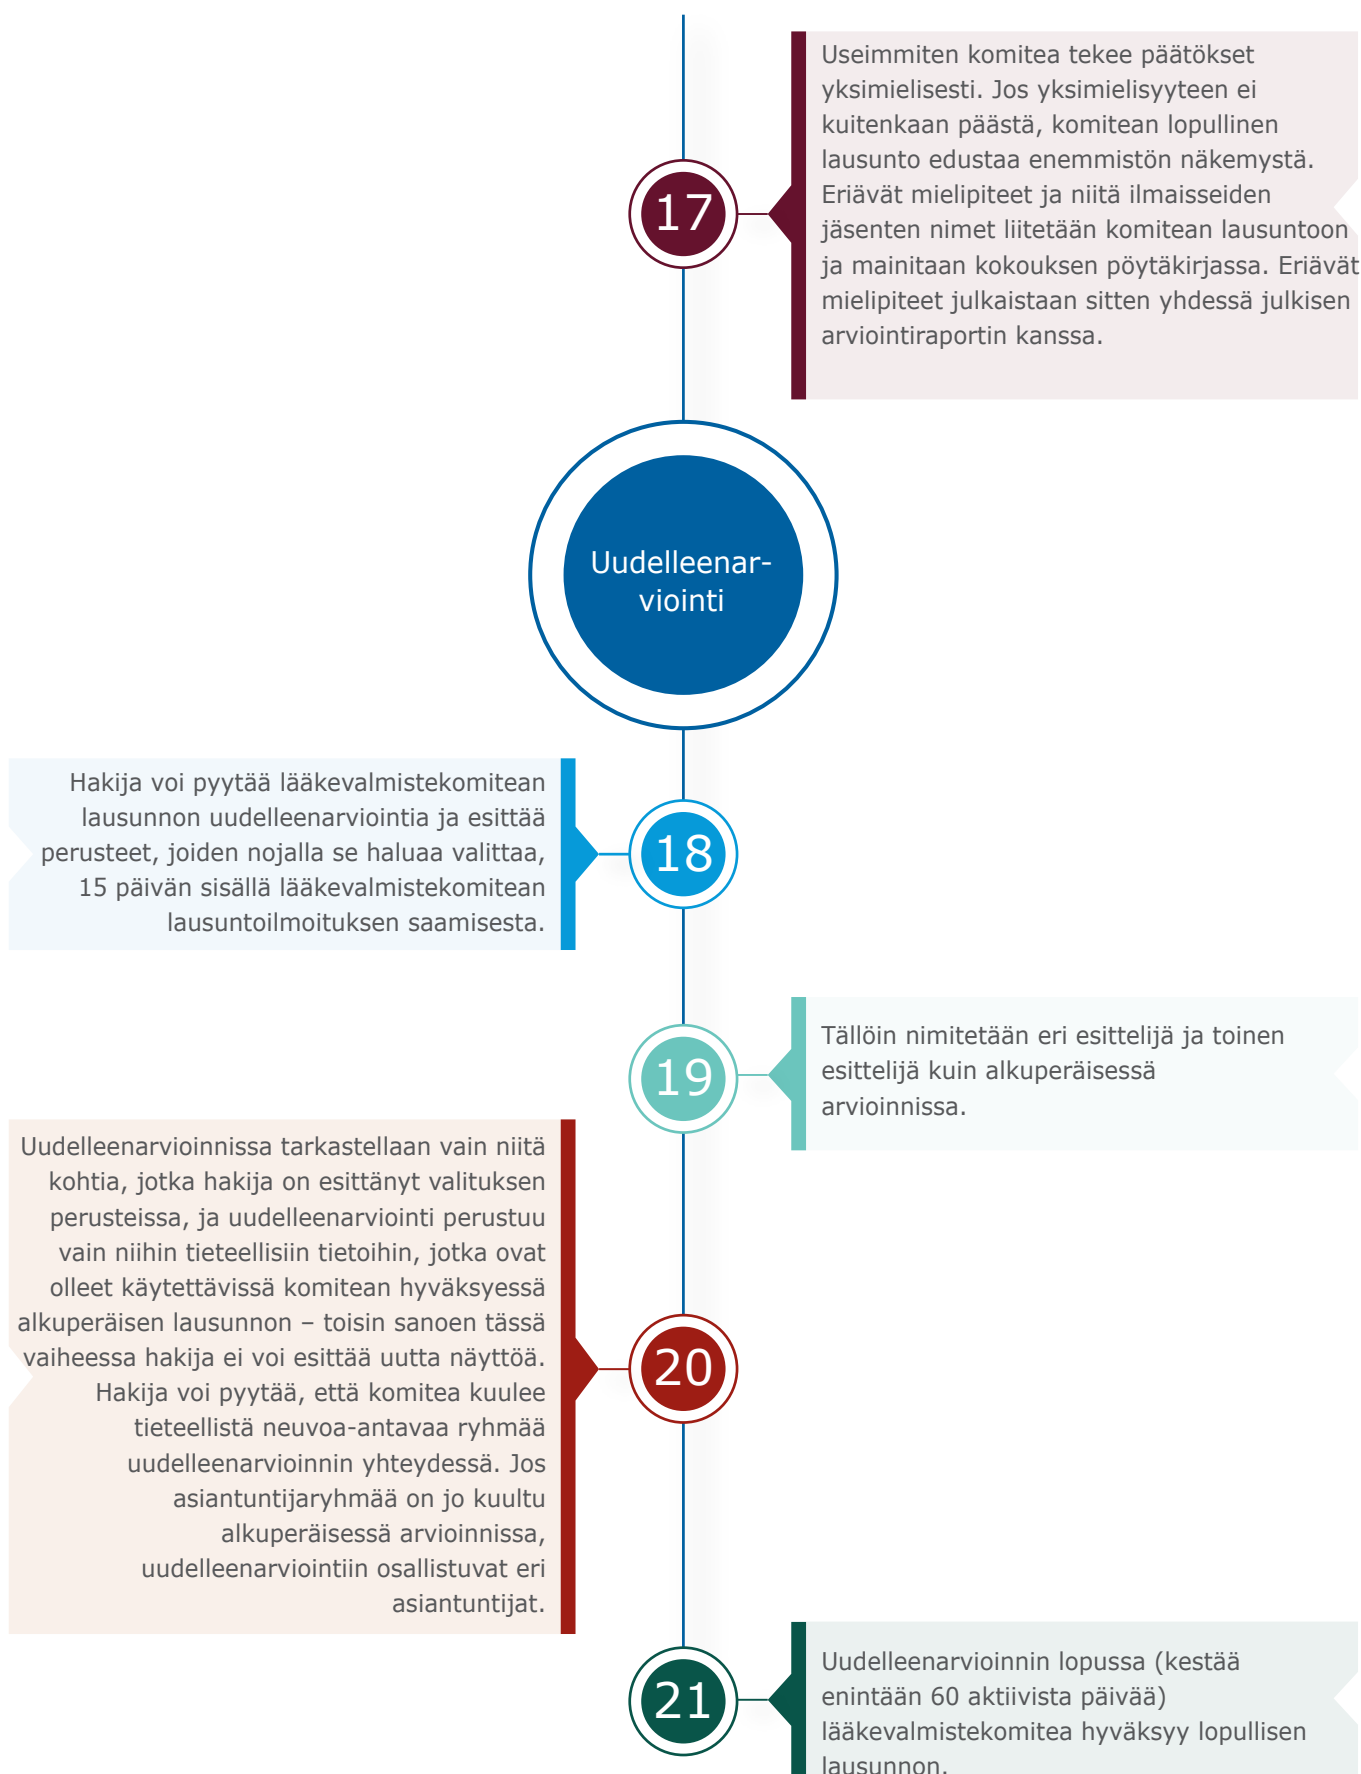 Useimmiten komitea tekee päätökset
yksimielisesti. Jos yksimielisyyteen ei
kuitenkaan päästä, komitean lopullinen
lausunto edustaa enemmistön näkemystä.
Eriävät mielipiteet ja niitä ilmaisseiden
jäsenten nimet liitetään komitean lausuntoon
ja mainitaan kokouksen pöytäkirjassa. Eriävät
mielipiteet julkaistaan sitten yhdessä julkisen
arviointiraportin kanssa.
17
Uudelleenar-
viointi
Hakija voi pyytää lääkevalmistekomitean
lausunnon uudelleenarviointia ja esittää
perusteet, joiden nojalla se haluaa valittaa,
15 päivän sisällä lääkevalmistekomitean
lausuntoilmoituksen saamisesta.
18
19
Tällöin nimitetään eri esittelijä ja toinen
esittelijä kuin alkuperäisessä
arvioinnissa.
Uudelleenarvioinnissa tarkastellaan vain niitä
kohtia, jotka hakija on esittänyt valituksen
perusteissa, ja uudelleenarviointi perustuu
vain niihin tieteellisiin tietoihin, jotka ovat
olleet käytettävissä komitean hyväksyessä
alkuperäisen lausunnon – toisin sanoen tässä
vaiheessa hakija ei voi esittää uutta näyttöä.
Hakija voi pyytää, että komitea kuulee
tieteellistä neuvoa-antavaa ryhmää
uudelleenarvioinnin yhteydessä. Jos
asiantuntijaryhmää on jo kuultu
alkuperäisessä arvioinnissa,
uudelleenarviointiin osallistuvat eri
asiantuntijat.
20
21
Uudelleenarvioinnin lopussa (kestää
enintään 60 aktiivista päivää)
lääkevalmistekomitea hyväksyy lopullisen
lausunnon.